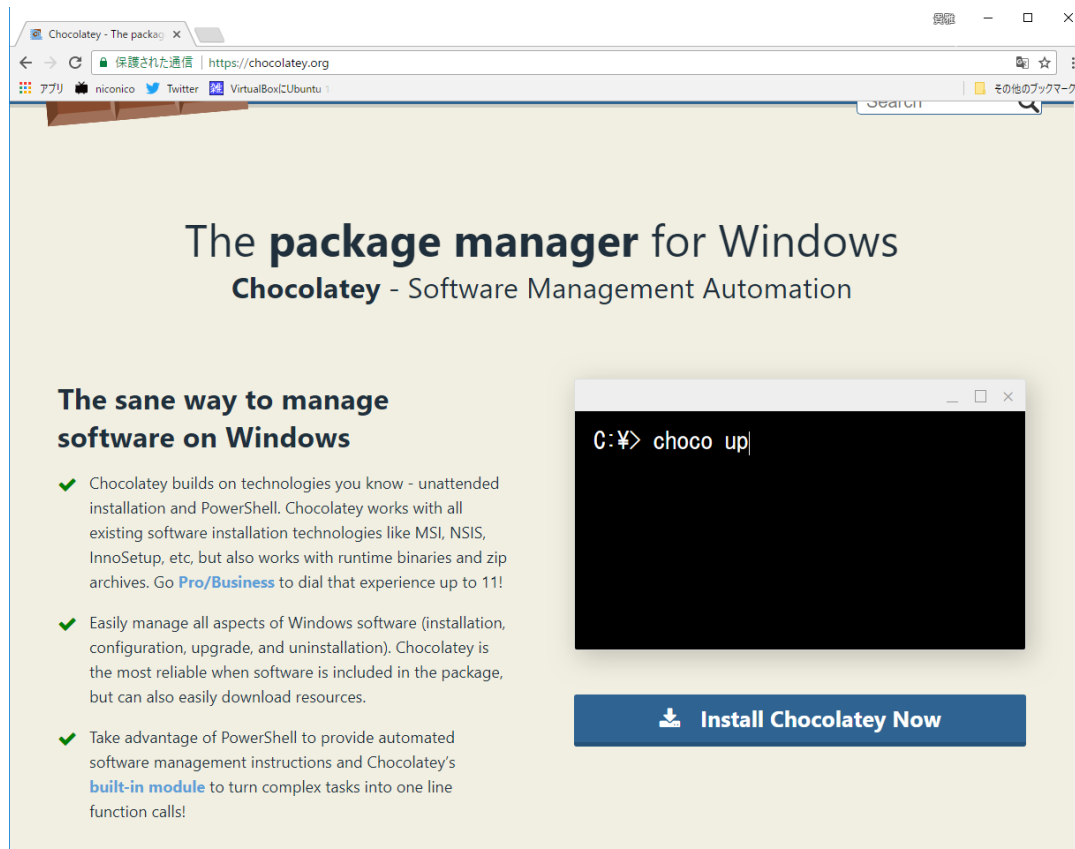 Chocolatey - The packag
保護された通信 | https://chocolatey.org
アプリ niconico Twitter 雑 VirtualBoxにUbuntu その他のブックマーク
Search
The package manager for Windows
Chocolatey - Software Management Automation
The sane way to manage
software on Windows
Chocolatey builds on technologies you know - unattended
installation and PowerShell. Chocolatey works with all
existing software installation technologies like MSI, NSIS,
InnoSetup, etc, but also works with runtime binaries and zip
archives. Go Pro/Business to dial that experience up to 11!
Easily manage all aspects of Windows software (installation,
configuration, upgrade, and uninstallation). Chocolatey is
the most reliable when software is included in the package,
but can also easily download resources.
Take advantage of PowerShell to provide automated
software management instructions and Chocolatey's
built-in module to turn complex tasks into one line
function calls!
C:¥> choco up
Install Chocolatey Now